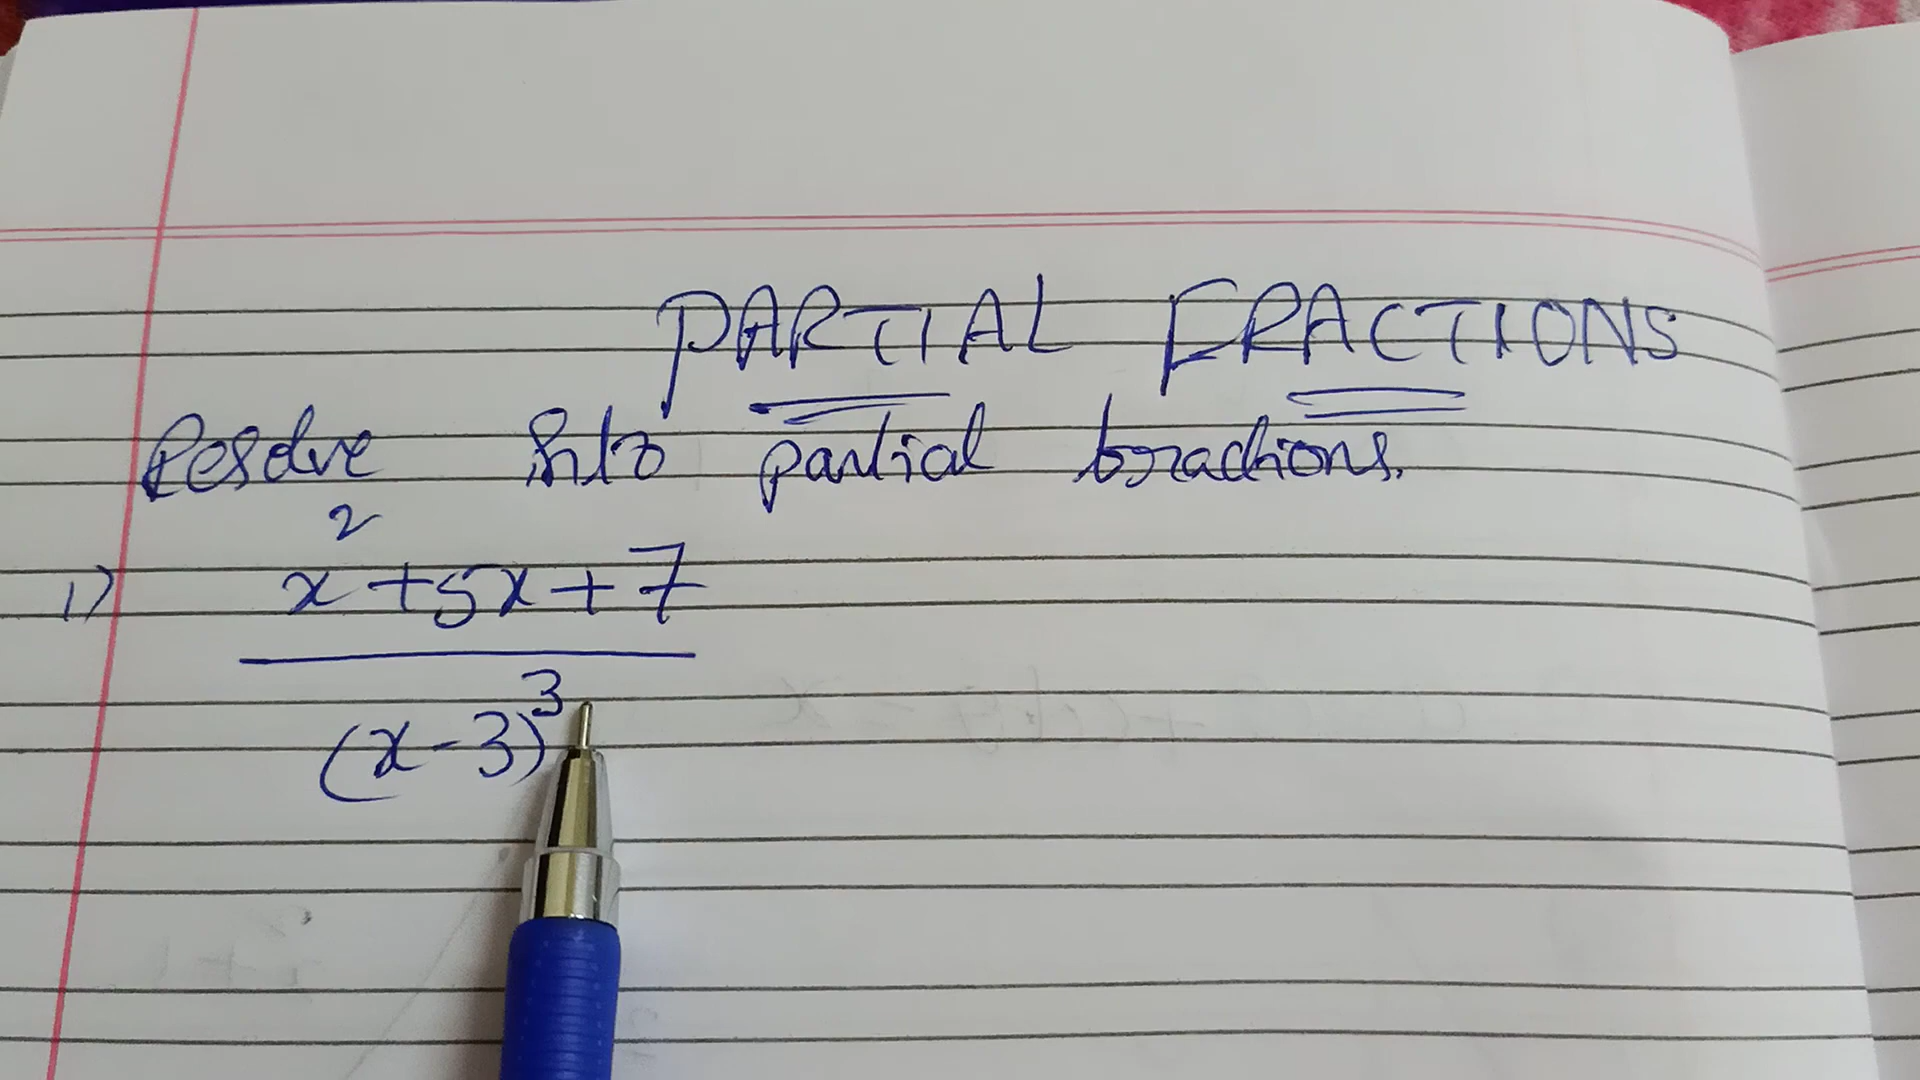 PARTIAL FRACTIONS
Resolve into partial fractions.
1) x²+5x+7
(x-3)³